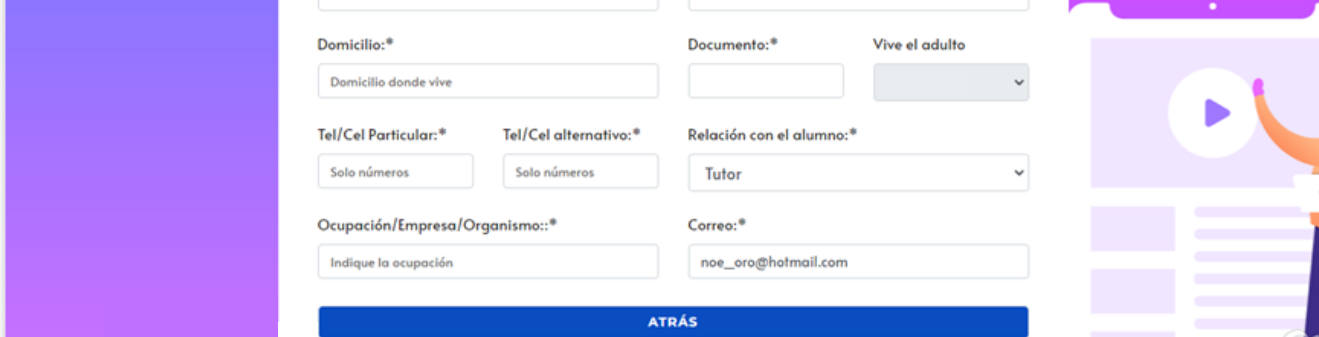 Domicilio:* Documento:* Vive el adulto
Domicilio donde vive
Tel/Cel Particular:* Tel/Cel alternativo:* Relación con el alumno:*
Solo números Solo números Tutor
Ocupación/Empresa/Organismo::* Correo:*
Indique la ocupación noe_oro@hotmail.com
ATRÁS